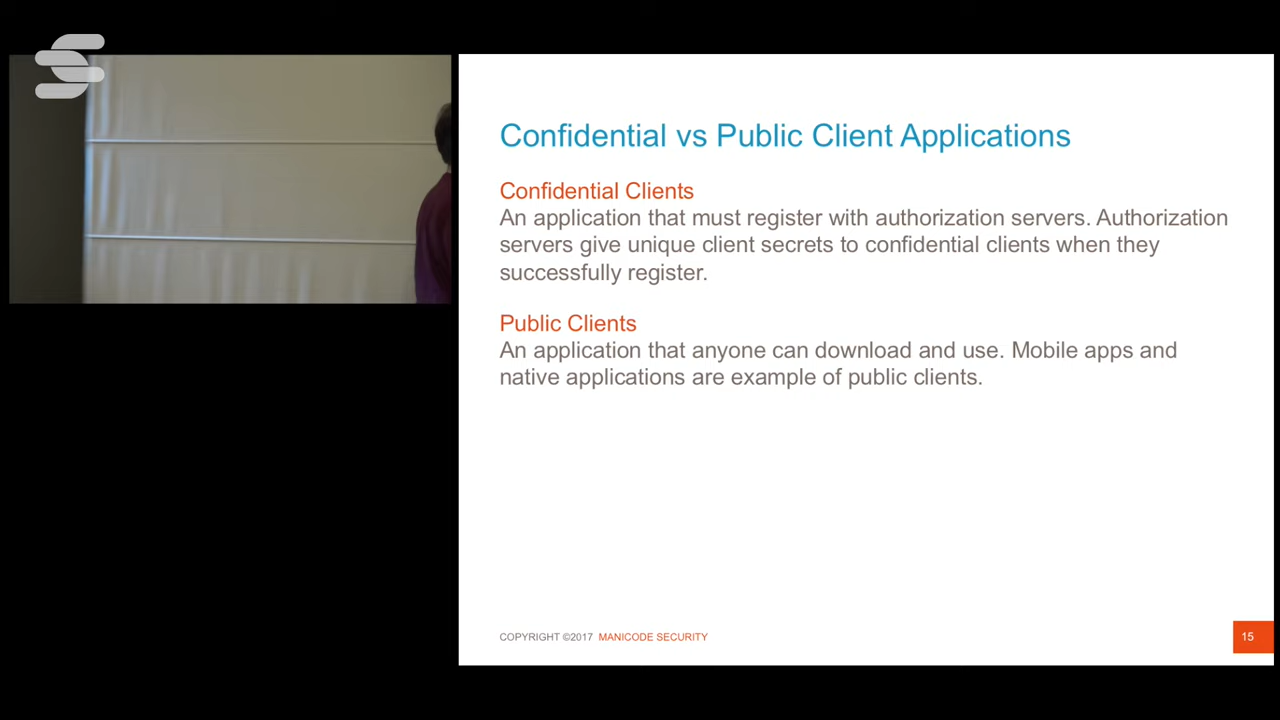 Confidential vs Public Client Applications
Confidential Clients
An application that must register with authorization servers. Authorization
servers give unique client secrets to confidential clients when they
successfully register.
Public Clients
An application that anyone can download and use. Mobile apps and
native applications are example of public clients.
COPYRIGHT ©2017 MANICODE SECURITY
15